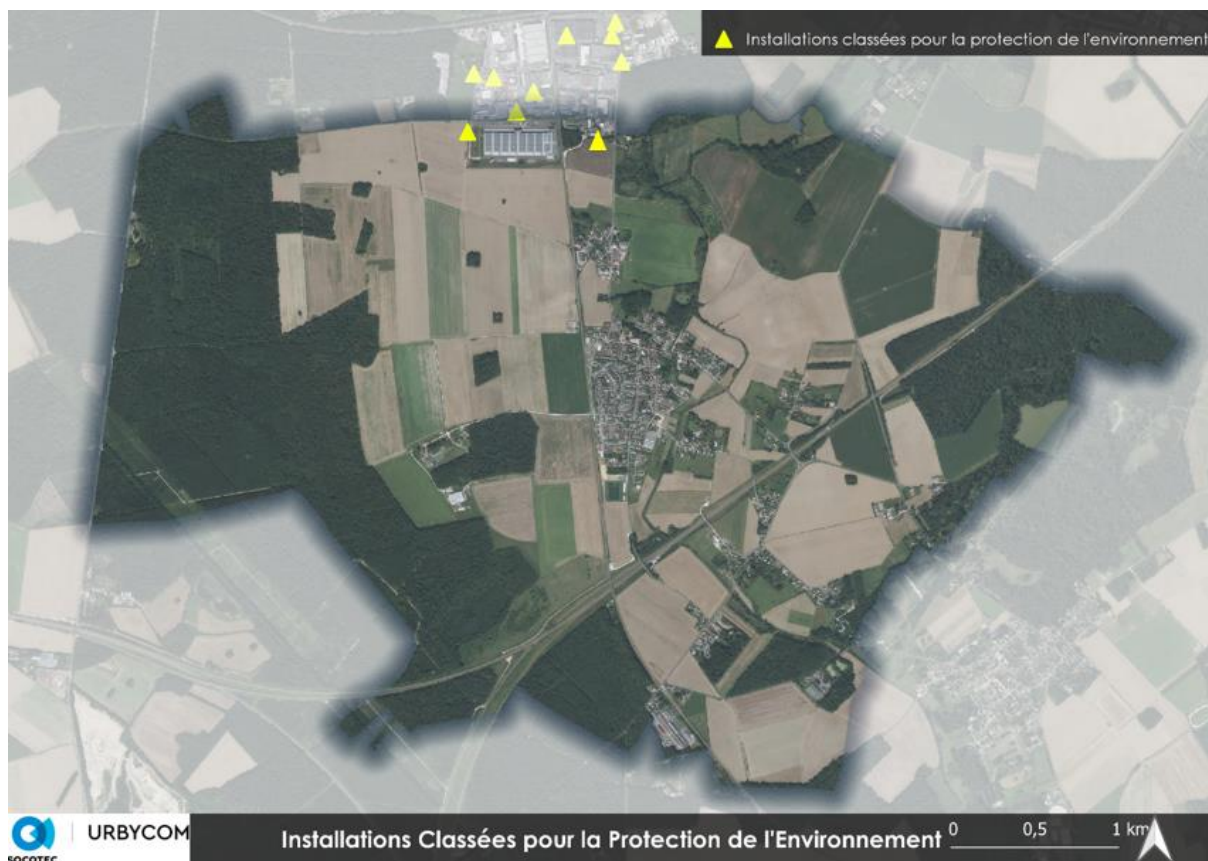 Installations classées pour la protection de l'environnement
URBYCOM
SOCOTEC
Installations Classées pour la Protection de l'Environnement
0 0,5 1 km